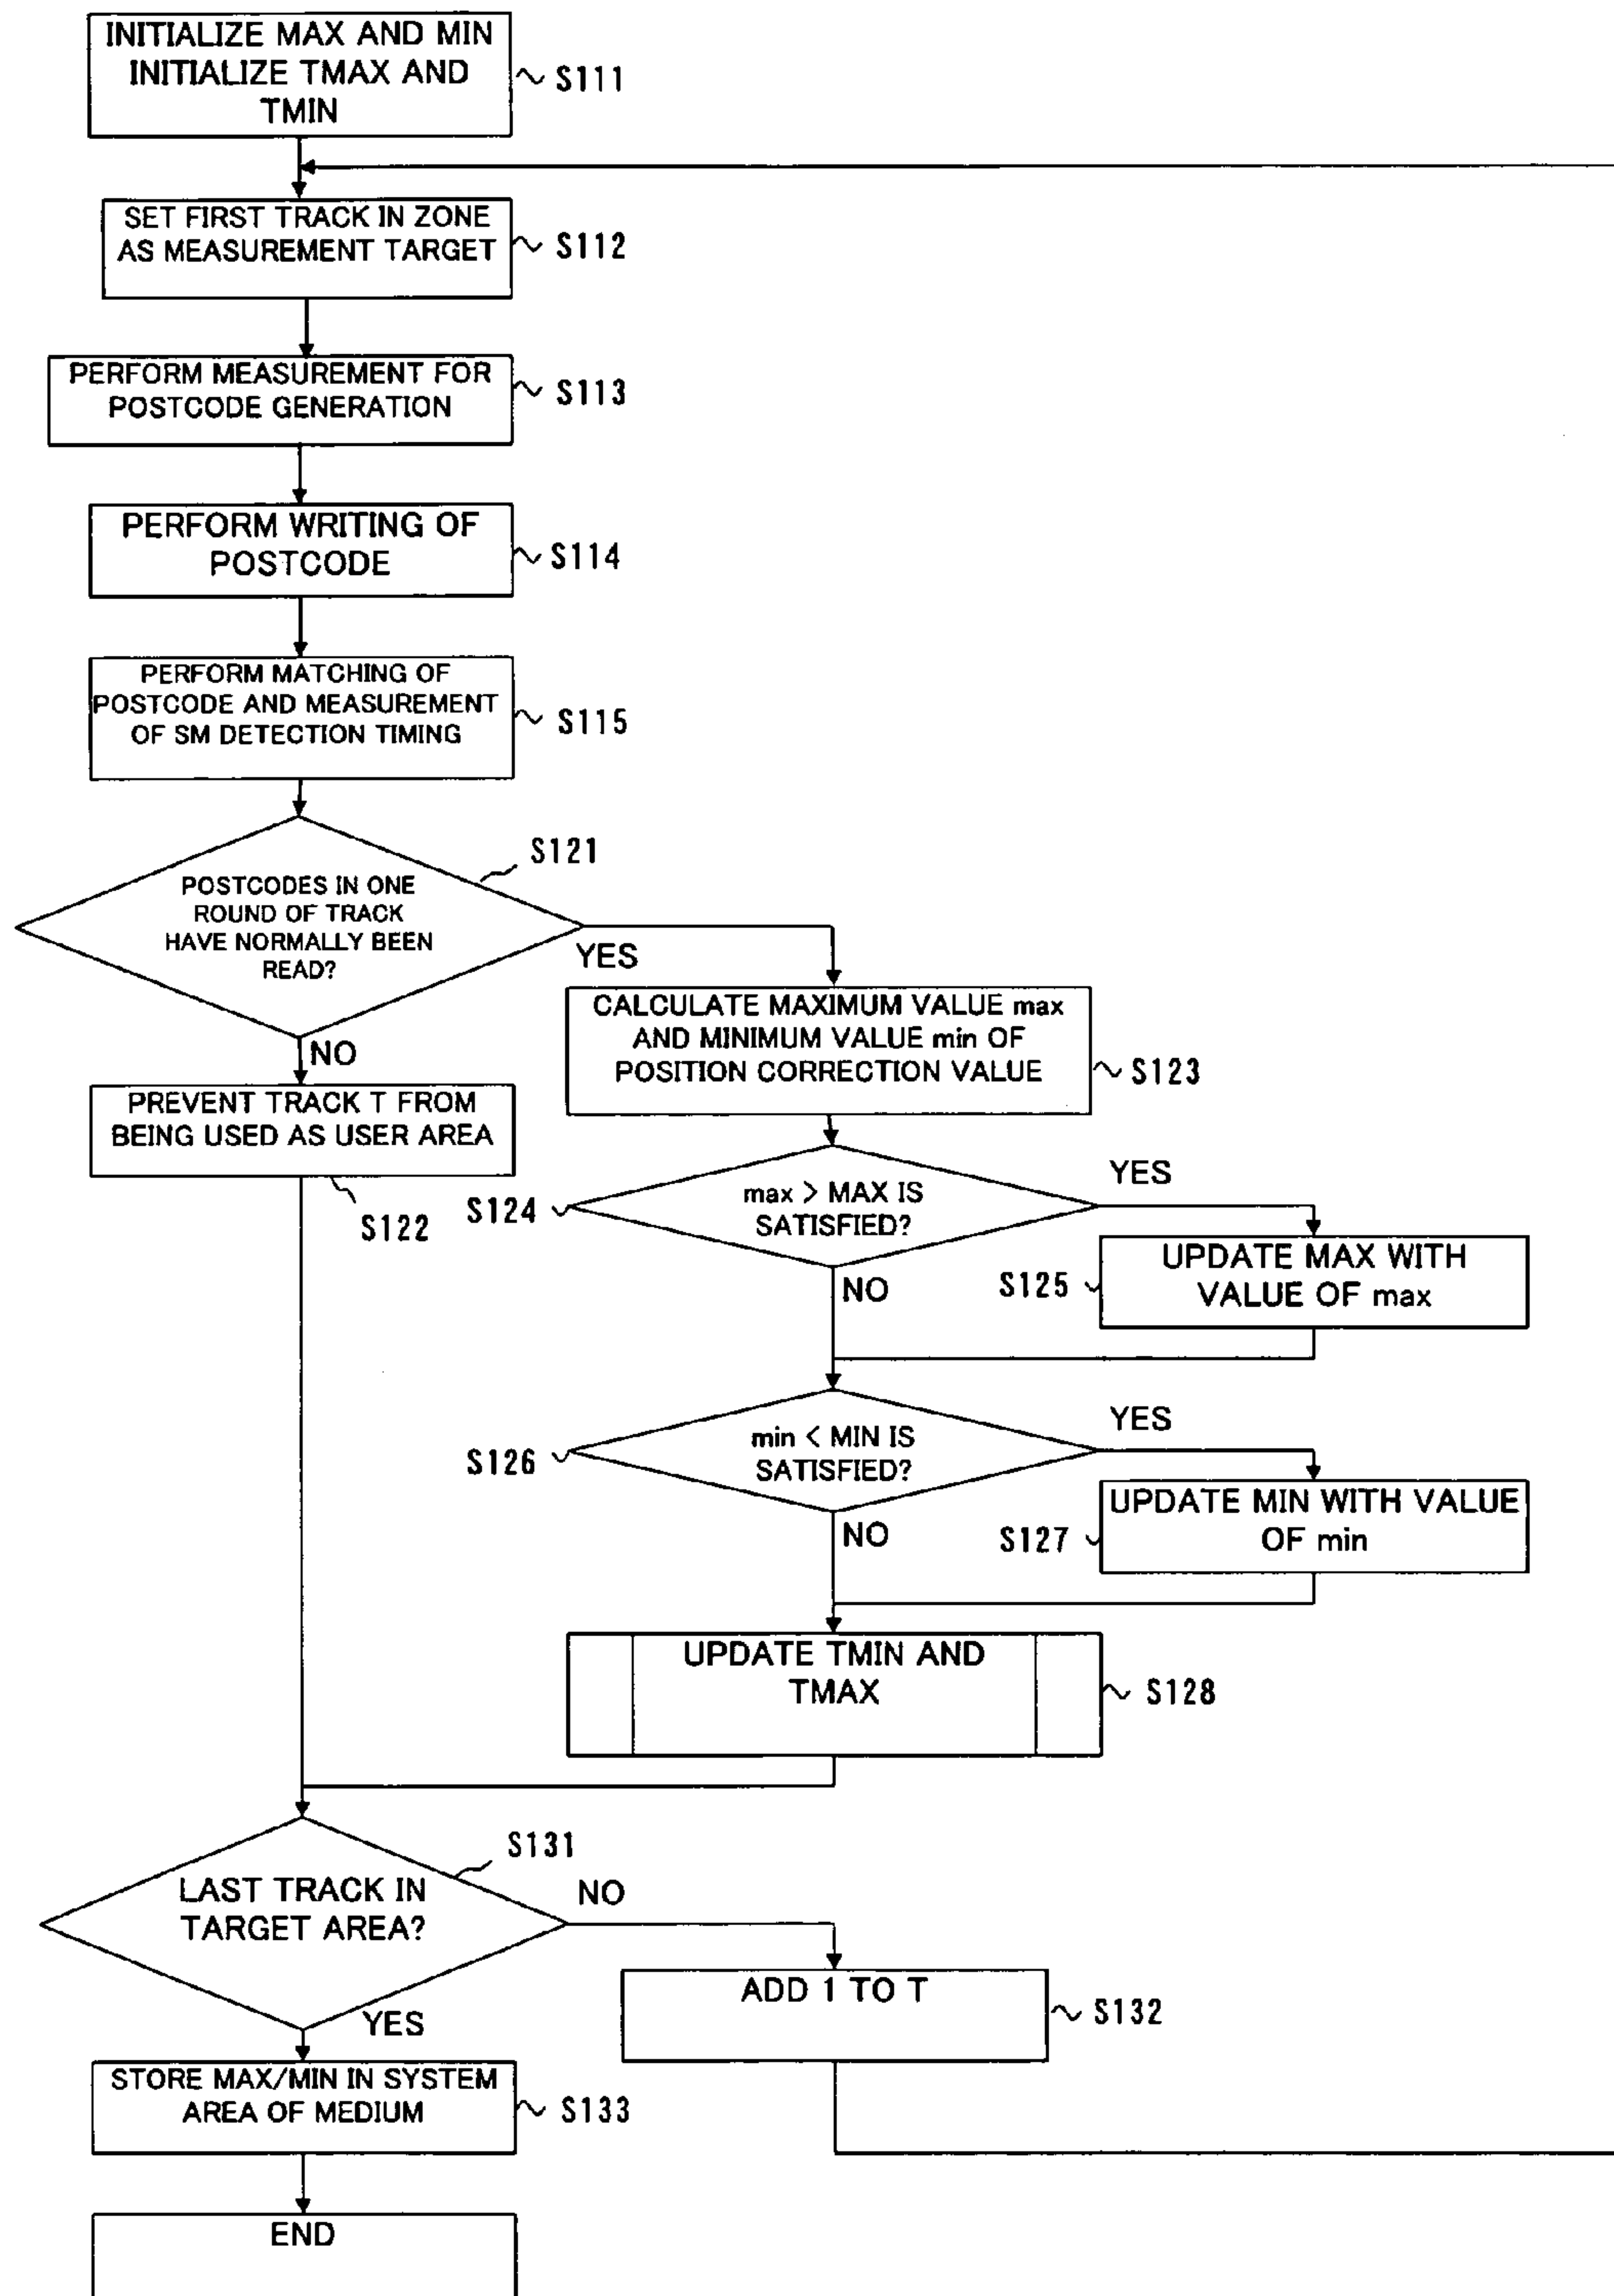 INITIALIZE MAX AND MIN
INITIALIZE TMAX AND
TMIN
S111
SET FIRST TRACK IN ZONE
AS MEASUREMENT TARGET
S112
PERFORM MEASUREMENT FOR
POSTCODE GENERATION
S113
PERFORM WRITING OF
POSTCODE
S114
PERFORM MATCHING OF
POSTCODE AND MEASUREMENT
OF SM DETECTION TIMING
S115
S121
POSTCODES IN ONE
ROUND OF TRACK
HAVE NORMALLY BEEN
READ?
YES
NO
CALCULATE MAXIMUM VALUE max
AND MINIMUM VALUE min OF
POSITION CORRECTION VALUE
S123
PREVENT TRACK T FROM
BEING USED AS USER AREA
S122
S124
max > MAX IS
SATISFIED?
YES
NO
S125
UPDATE MAX WITH
VALUE OF max
S126
min < MIN IS
SATISFIED?
YES
NO
S127
UPDATE MIN WITH VALUE
OF min
UPDATE TMIN AND
TMAX
S128
S131
LAST TRACK IN
TARGET AREA?
NO
YES
ADD 1 TO T
S132
STORE MAX/MIN IN SYSTEM
AREA OF MEDIUM
S133
END